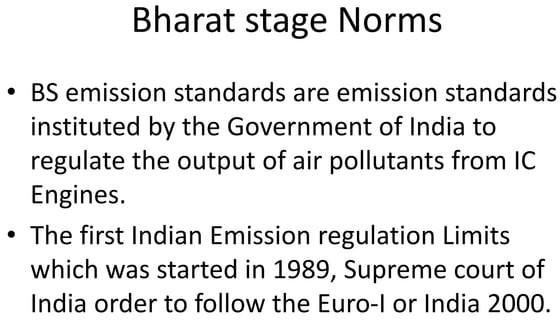 Bharat stage Norms
• BS emission standards are emission standards
instituted by the Government of India to
regulate the output of air pollutants from IC
Engines.
• The first Indian Emission regulation Limits
which was started in 1989, Supreme court of
India order to follow the Euro-I or India 2000.